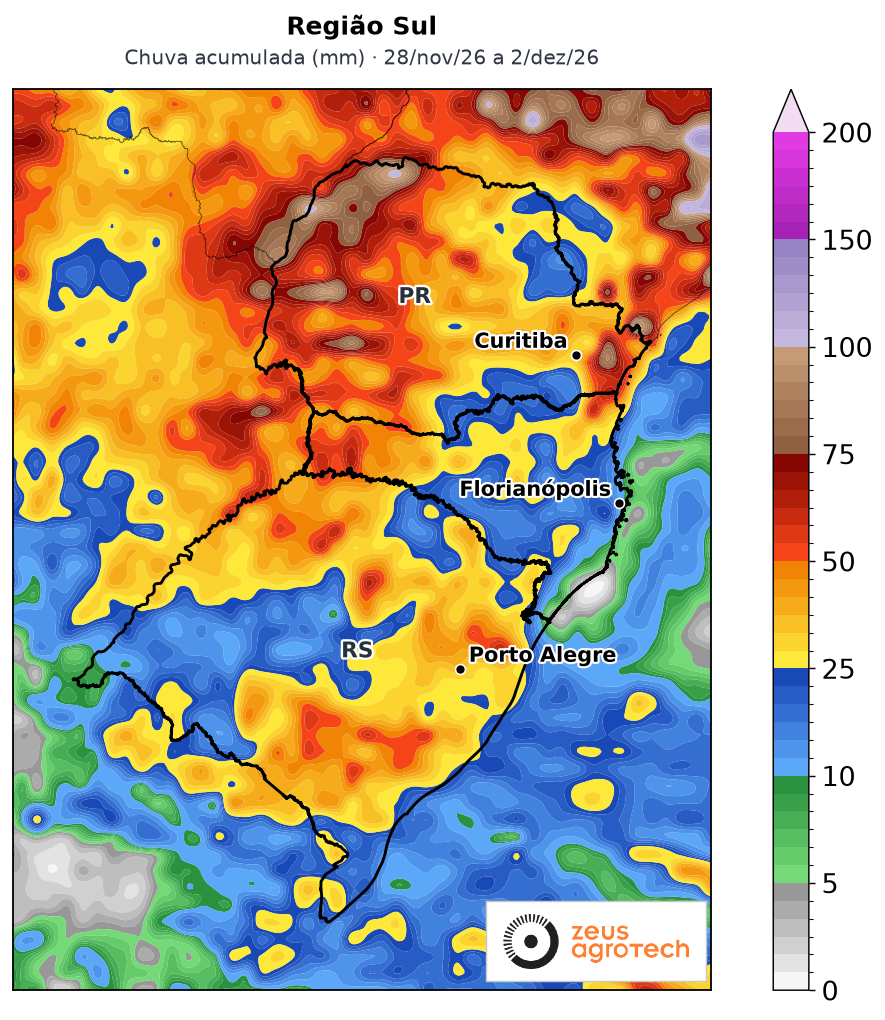 Região Sul
Chuva acumulada (mm) · 28/nov/26 a 2/dez/26
200
150
100
75
50
25
10
5
0
PR
Curitiba
Florianópolis
RS
Porto Alegre
zeus
agrotech